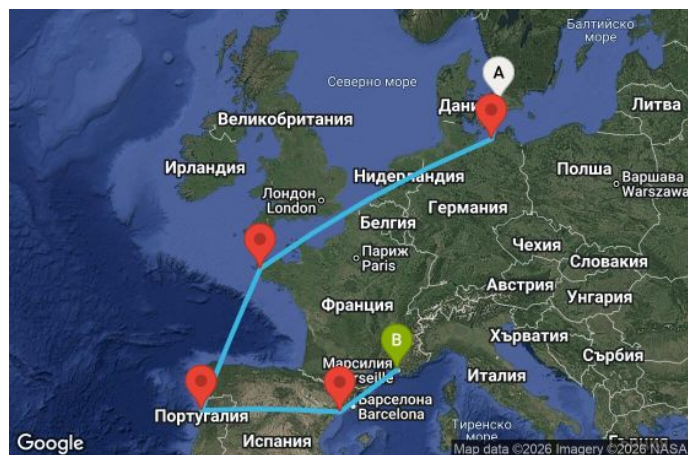 Балтийско
море
A
Северно море
Дани
Литва
Великобритания
Ирландия
Нидерландия
Полша
Варшава
Warszawa
Лондон
London
Германия
Белгия
Чехия
Париж
Paris
Словакия
Австрия
Унгария
Франция
B
Хърватия
Сърбия
Марсилия
rseille
Италия
Барселона
Barcelona
Португалия
Тиренско
море
Испания
Google
Map data ©2026 Imagery ©2026 NASA